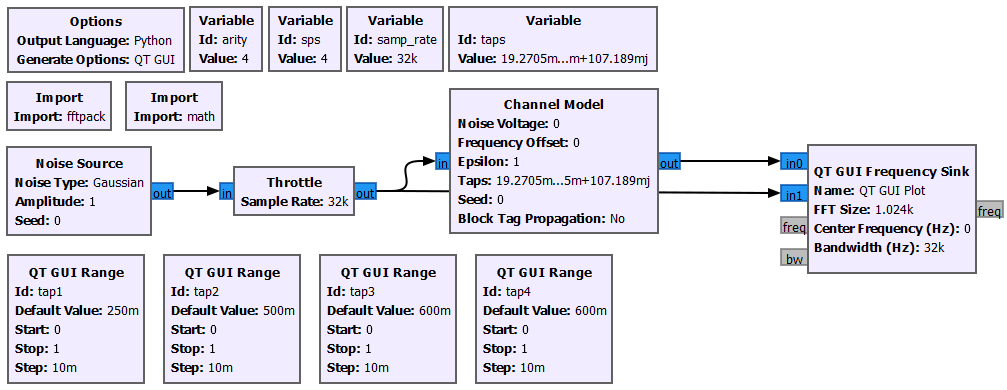 Options
Output Language: Python
Generate Options: QT GUI
Variable
Id: arity
Value: 4
Variable
Id: sps
Value: 4
Variable
Id: samp_rate
Value: 32k
Variable
Id: taps
Value: 19.2705m...m+107.189mj
Import
Import: fftpack
Import
Import: math
Noise Source
Noise Type: Gaussian
Amplitude: 1
Seed: 0
out
in
Throttle
Sample Rate: 32k
out
in
Channel Model
Noise Voltage: 0
Frequency Offset: 0
Epsilon: 1
Taps: 19.2705m...5m+107.189mj
Seed: 0
Block Tag Propagation: No
out
in0
in1
freq
bw
QT GUI Frequency Sink
Name: QT GUI Plot
FFT Size: 1.024k
Center Frequency (Hz): 0
Bandwidth (Hz): 32k
freq
QT GUI Range
Id: tap1
Default Value: 250m
Start: 0
Stop: 1
Step: 10m
QT GUI Range
Id: tap2
Default Value: 500m
Start: 0
Stop: 1
Step: 10m
QT GUI Range
Id: tap3
Default Value: 600m
Start: 0
Stop: 1
Step: 10m
QT GUI Range
Id: tap4
Default Value: 600m
Start: 0
Stop: 1
Step: 10m